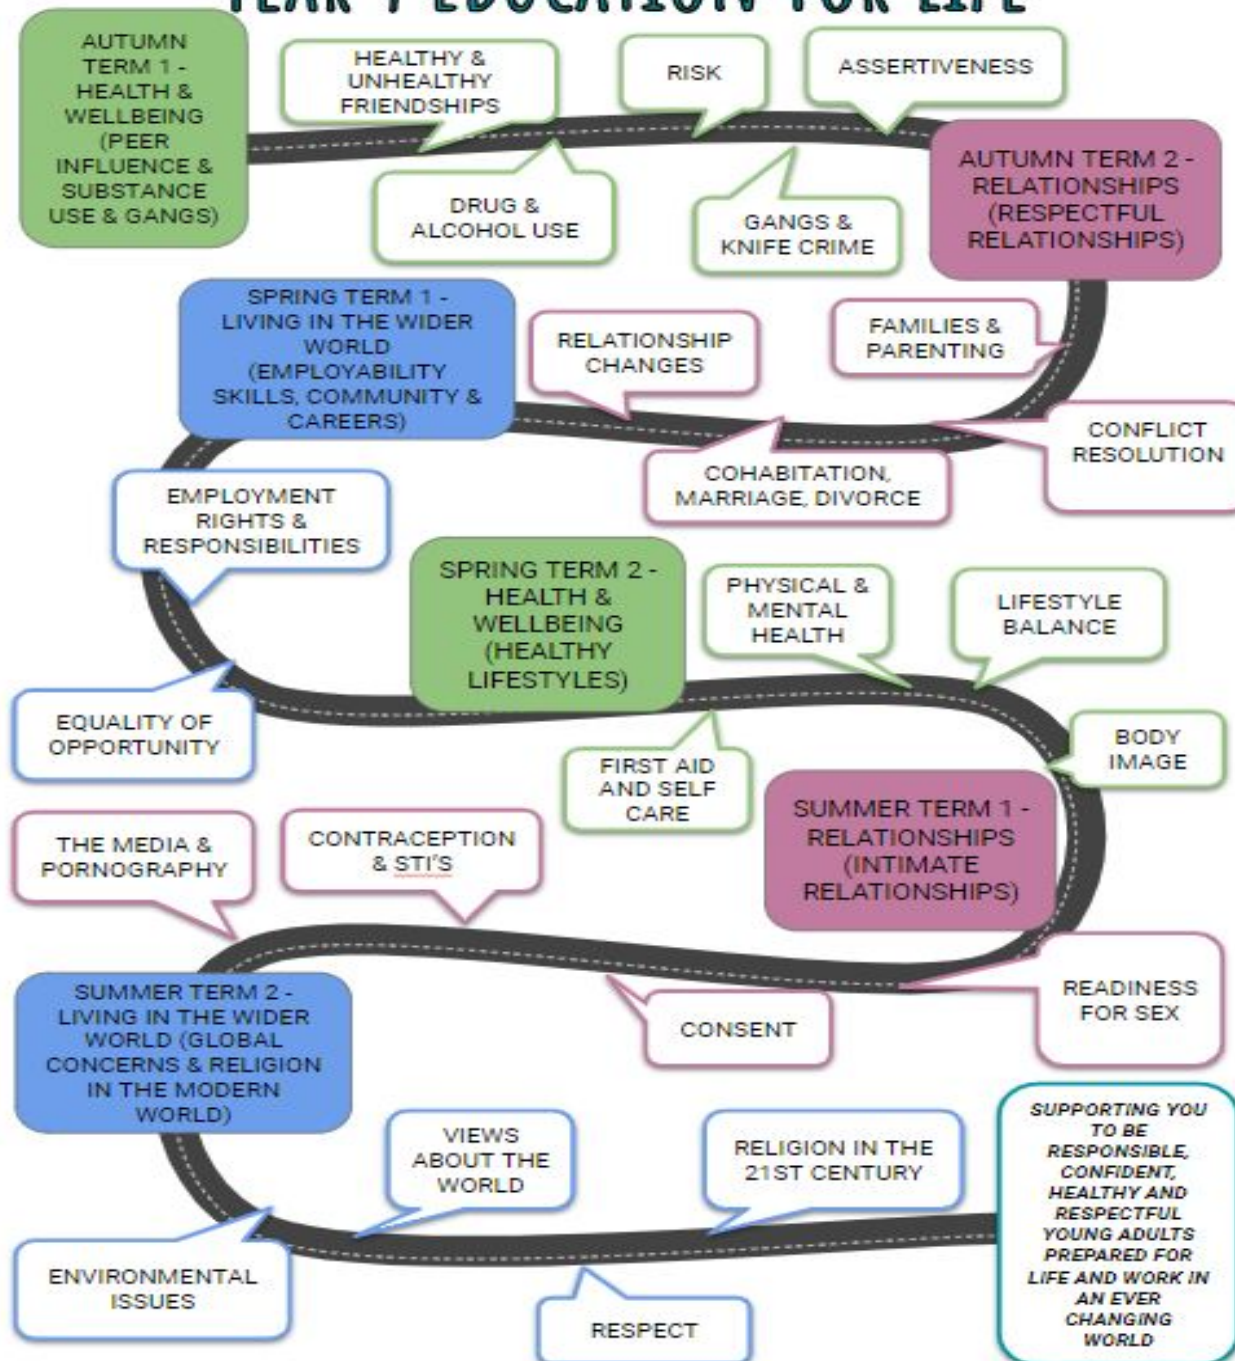 YEAR EDUCATION FOR LIFE
AUTUMN
TERM 1 -
HEALTH &
WELLBEING
(PEER
INFLUENCE &
SUBSTANCE
USE & GANGS)
HEALTHY &
UNHEALTHY
FRIENDSHIPS
DRUG &
ALCOHOL USE
RISK
GANGS &
KNIFE CRIME
ASSERTIVENESS
AUTUMN TERM 2 -
RELATIONSHIPS
(RESPECTFUL
RELATIONSHIPS)
FAMILIES &
PARENTING
CONFLICT
RESOLUTION
COHABITATION,
MARRIAGE, DIVORCE
RELATIONSHIP
CHANGES
SPRING TERM 1 -
LIVING IN THE WIDER
WORLD
(EMPLOYABILITY
SKILLS, COMMUNITY &
CAREERS)
EMPLOYMENT
RIGHTS &
RESPONSIBILITIES
EQUALITY OF
OPPORTUNITY
SPRING TERM 2 -
HEALTH &
WELLBEING
(HEALTHY
LIFESTYLES)
FIRST AID
AND SELF
CARE
PHYSICAL &
MENTAL
HEALTH
LIFESTYLE
BALANCE
BODY
IMAGE
SUMMER TERM 1 -
RELATIONSHIPS
(INTIMATE
RELATIONSHIPS)
READINESS
FOR SEX
CONSENT
CONTRACEPTION
& STI'S
THE MEDIA &
PORNOGRAPHY
SUMMER TERM 2 -
LIVING IN THE WIDER
WORLD (GLOBAL
CONCERNS & RELIGION
IN THE MODERN
WORLD)
ENVIRONMENTAL
ISSUES
VIEWS
ABOUT THE
WORLD
RESPECT
RELIGION IN THE
21ST CENTURY
SUPPORTING YOU
TO BE
RESPONSIBLE,
CONFIDENT,
HEALTHY AND
RESPECTFUL
YOUNG ADULTS
PREPARED FOR
LIFE AND WORK IN
AN EVER
CHANGING
WORLD